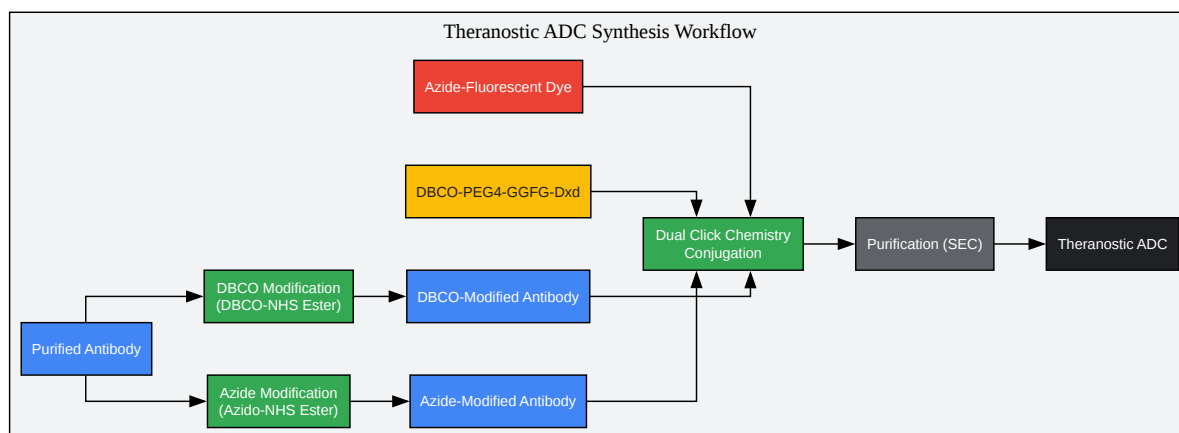 Theranostic ADC Synthesis Workflow
Azide-Fluorescent Dye
DBCO-PEG4-GGFG-Dxd
Dual Click Chemistry
Conjugation
Purification (SEC)
Theranostic ADC
DBCO Modification
(DBCO-NHS Ester)
DBCO-Modified Antibody
Purified Antibody
Azide Modification
(Azido-NHS Ester)
Azide-Modified Antibody